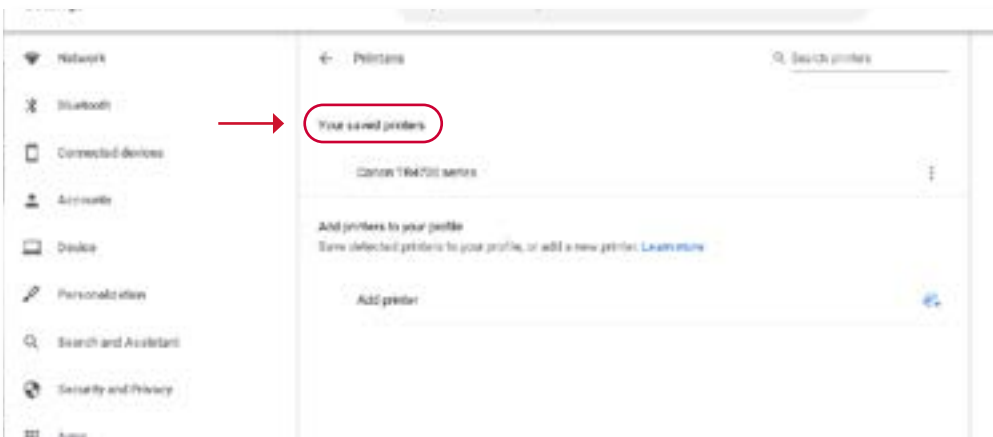 Network
Printers
Search printers
Bluetooth
Your saved printers
Connected devices
Canon series
Accounts
Add printers to your profile
Device
Save detected printers to your profile, or add a new printer. Learn more
Personalization
Add printer
Search and Assistant
Security and Privacy